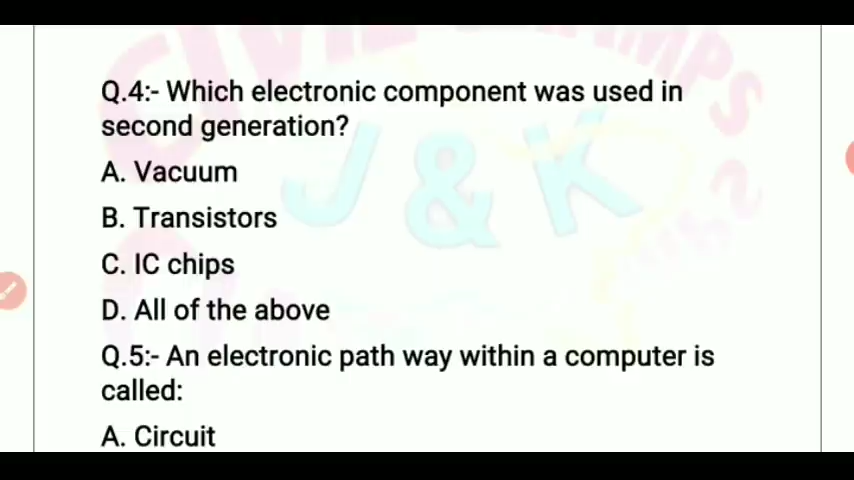 Q.4:- Which electronic component was used in
second generation?
A. Vacuum
B. Transistors
C. IC chips
D. All of the above
Q.5:- An electronic path way within a computer is
called:
A. Circuit
J & K